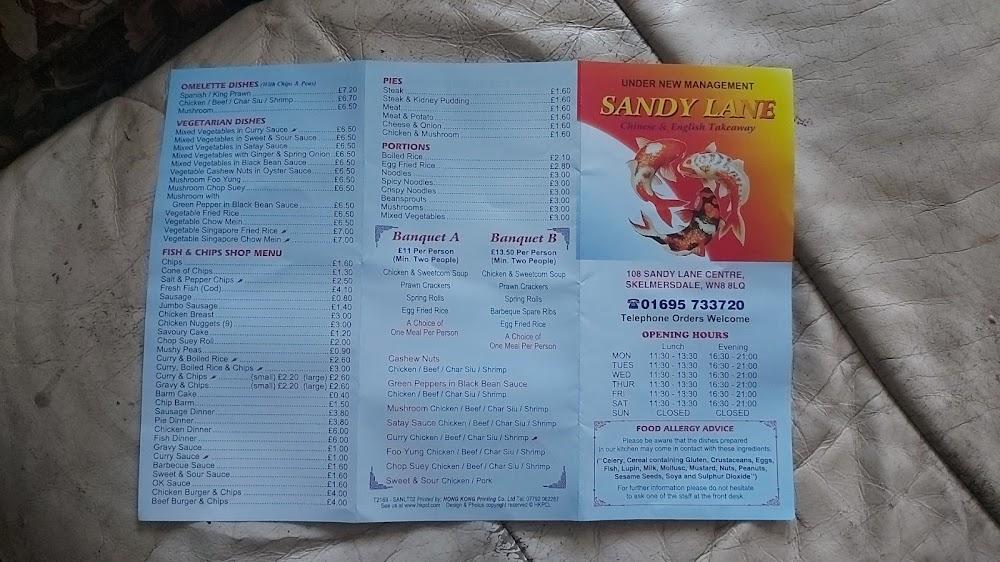 OMELETTE DISHES (With Chips & Peas)
Spanish / King Prawn £7.20
Chicken / Beef / Char Siu / Shrimp £6.70
Mushroom £6.50
VEGETARIAN DISHES
Mixed Vegetables in Curry Sauce £6.50
Mixed Vegetables in Sweet & Sour Sauce £6.50
Mixed Vegetables in Satay Sauce £6.50
Mixed Vegetables with Ginger & Spring Onion £6.50
Mixed Vegetables in Black Bean Sauce £6.50
Vegetable Cashew Nuts in Oyster Sauce £6.50
Mushroom Foo Yung £6.50
Mushroom Chop Suey £6.50
Mushroom with
Green Pepper in Black Bean Sauce £6.50
Vegetable Fried Rice £6.50
Vegetable Chow Mein £6.50
Vegetable Singapore Fried Rice £7.00
Vegetable Singapore Chow Mein £7.00
FISH & CHIPS SHOP MENU
Chips £1.60
Cone of Chips £1.30
Salt & Pepper Chips £2.50
Fresh Fish (Cod) £4.10
Sausage £0.80
Jumbo Sausage £1.40
Chicken Breast £3.00
Chicken Nuggets (9) £3.00
Savoury Cake £1.20
Chop Suey Roll £2.00
Mushy Peas £0.90
Curry & Boiled Rice £2.60
Curry, Boiled Rice & Chips £3.00
Curry & Chips (small) £2.20 (large) £2.60
Gravy & Chips (small) £2.20 (large) £2.60
Barm Cake £0.40
Chip Barm £1.50
Sausage Dinner £3.80
Pie Dinner £3.80
Chicken Dinner £6.00
Fish Dinner £6.00
Gravy Sauce £1.00
Curry Sauce £1.00
Barbecue Sauce £1.60
Sweet & Sour Sauce £1.60
OK Sauce £1.60
Chicken Burger & Chips £4.00
Beef Burger & Chips £4.00
PIES
Steak £1.60
Steak & Kidney Pudding £1.60
Meat £1.60
Meat & Potato £1.60
Cheese & Onion £1.60
Chicken & Mushroom £1.60
PORTIONS
Boiled Rice £2.10
Egg Fried Rice £2.80
Noodles £3.00
Spicy Noodles £3.00
Crispy Noodles £3.00
Beansprouts £3.00
Mushrooms £3.00
Mixed Vegetables £3.00
Banquet A
£11 Per Person
(Min. Two People)
Chicken & Sweetcorn Soup
Prawn Crackers
Spring Rolls
Egg Fried Rice
A Choice of
One Meal Per Person
Banquet B
£13.50 Per Person
(Min. Two People)
Chicken & Sweetcorn Soup
Prawn Crackers
Spring Rolls
Barbeque Spare Ribs
Egg Fried Rice
A Choice of
One Meal Per Person
Cashew Nuts
Chicken / Beef / Char Siu / Shrimp
Green Peppers in Black Bean Sauce
Chicken / Beef / Char Siu / Shrimp
Mushroom Chicken / Beef / Char Siu / Shrimp
Satay Sauce Chicken / Beef / Char Siu / Shrimp
Curry Chicken / Beef / Char Siu / Shrimp
Foo Yung Chicken / Beef / Char Siu / Shrimp
Chop Suey Chicken / Beef / Char Siu / Shrimp
Sweet & Sour Chicken / Pork
Printed by: HONG KONG Printing Co. Ltd Tel: 07792 062267
Design & Photos copyright reserved © HKPCL
UNDER NEW MANAGEMENT
SANDY LANE
Chinese & English Takeaway
108 SANDY LANE CENTRE,
SKELMERSDALE, WN8 8LQ
☎01695 733720
Telephone Orders Welcome
OPENING HOURS
Lunch Evening
MON 11:30 - 13:30 16:30 - 21:00
TUES 11:30 - 13:30 16:30 - 21:00
WED 11:30 - 13:30 16:30 - 21:00
THUR 11:30 - 13:30 16:30 - 21:00
FRI 11:30 - 13:30 16:30 - 21:00
SAT 11:30 - 13:30 16:30 - 21:00
SUN CLOSED CLOSED
FOOD ALLERGY ADVICE
Please be aware that the dishes prepared
in our kitchen may come in contact with these ingredients.
("Celery, Cereal containing Gluten, Crustaceans, Eggs,
Fish, Lupin, Milk, Mollusc, Mustard, Nuts, Peanuts,
Sesame Seeds, Soya and Sulphur Dioxide")
For further information please do not hesitate
to ask one of the staff at the front desk.